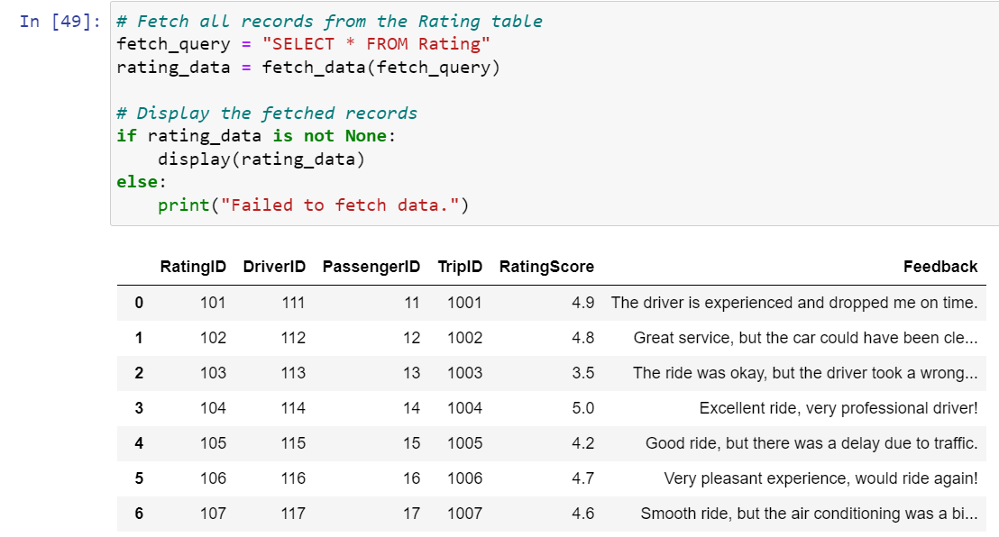 In [49]: # Fetch all records from the Rating table
fetch_query = "SELECT * FROM Rating"
rating_data = fetch_data(fetch_query)
# Display the fetched records
if rating_data is not None:
    display(rating_data)
else:
    print("Failed to fetch data.")
RatingID DriverID PassengerID TripID RatingScore Feedback
0 101 111 11 1001 4.9 The driver is experienced and dropped me on time.
1 102 112 12 1002 4.8 Great service, but the car could have been cle...
2 103 113 13 1003 3.5 The ride was okay, but the driver took a wrong...
3 104 114 14 1004 5.0 Excellent ride, very professional driver!
4 105 115 15 1005 4.2 Good ride, but there was a delay due to traffic.
5 106 116 16 1006 4.7 Very pleasant experience, would ride again!
6 107 117 17 1007 4.6 Smooth ride, but the air conditioning was a bi...